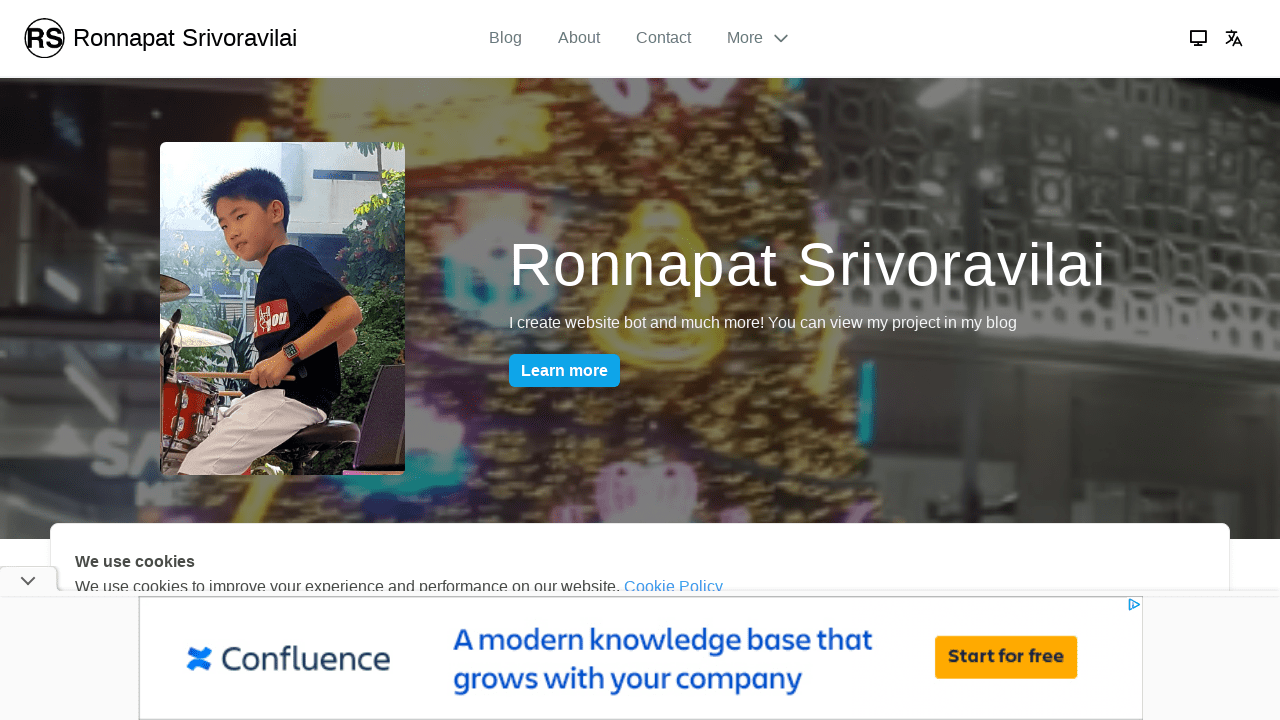 RS Ronnapat Srivoravilai
Blog
About
Contact
More
Ronnapat Srivoravilai
I create website bot and much more! You can view my project in my blog
Learn more
We use cookies
We use cookies to improve your experience and performance on our website. Cookie Policy
Confluence
A modern knowledge base that
grows with your company
Start for free